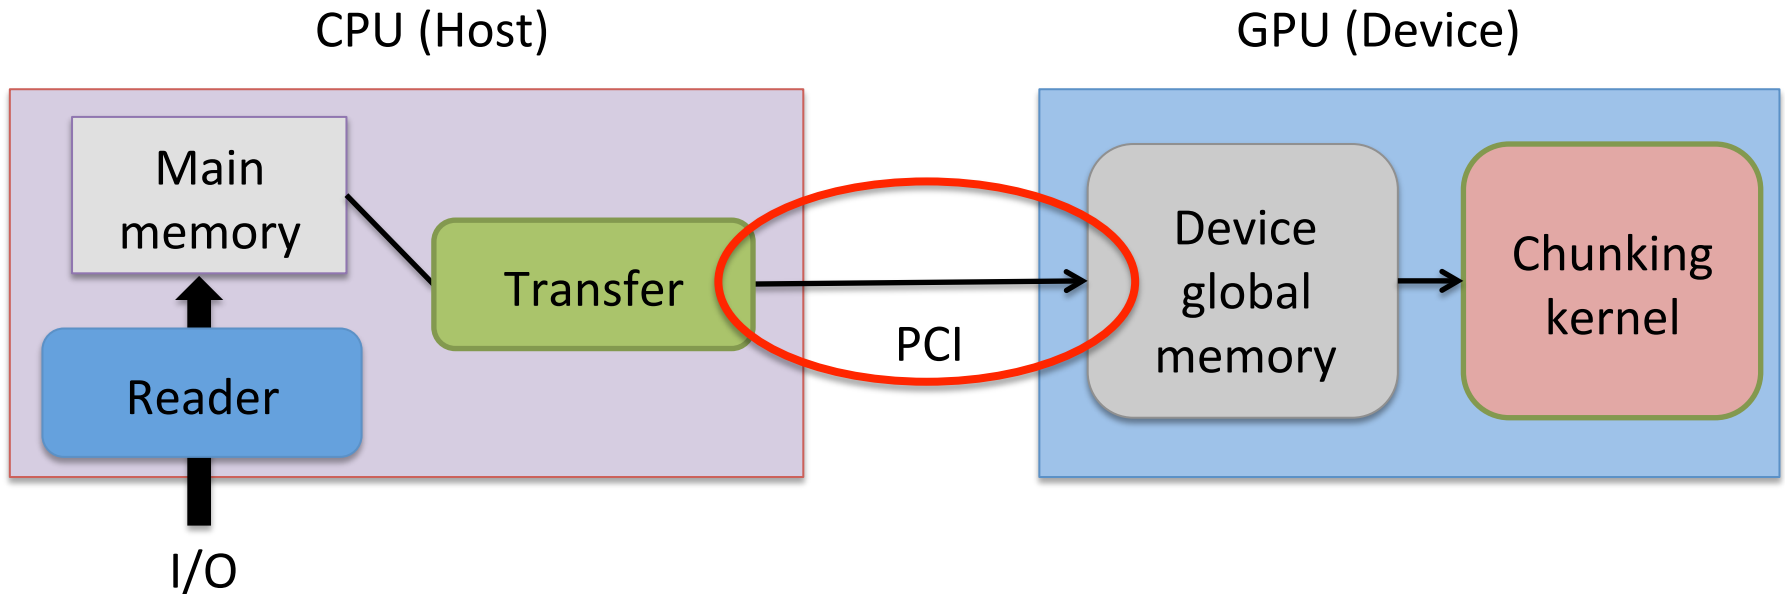 CPU (Host)
GPU (Device)
Main
memory
Transfer
Reader
I/O
PCI
Device
global
memory
Chunking
kernel